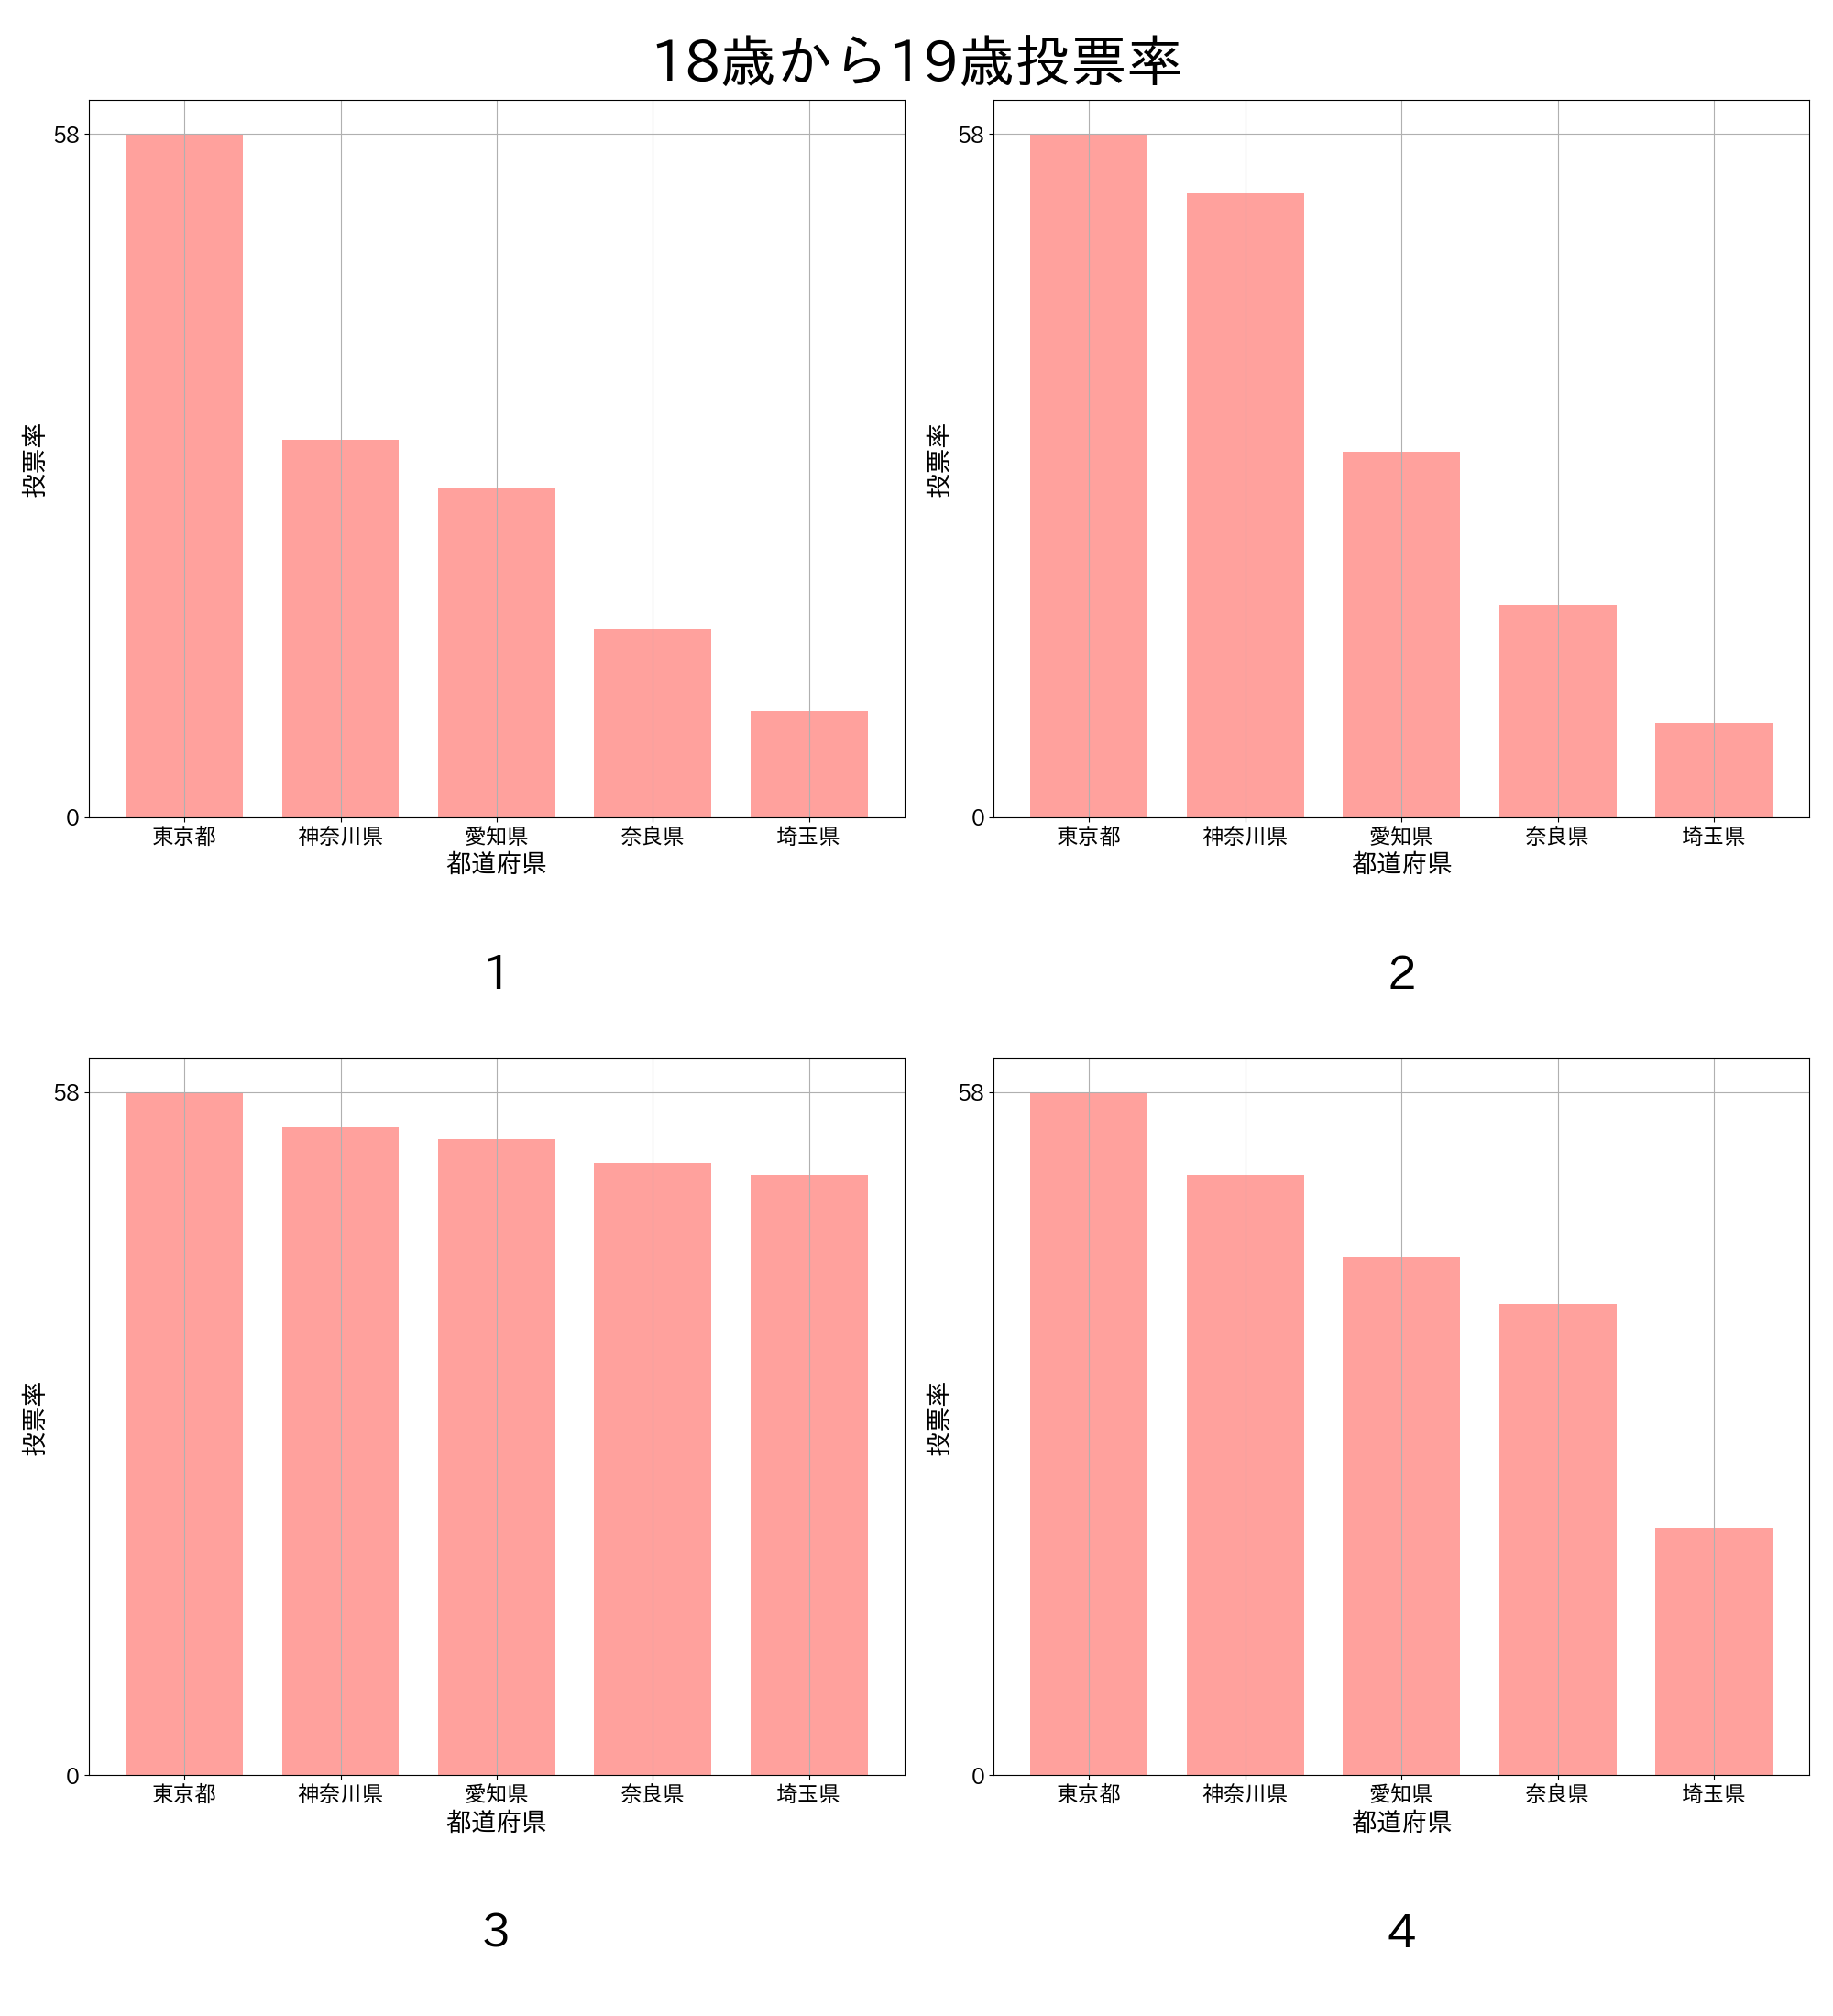 18歳から19歳投票率
58
0
投票率
東京都 神奈川県 愛知県 奈良県 埼玉県
都道府県
1
58
0
投票率
東京都 神奈川県 愛知県 奈良県 埼玉県
都道府県
2
58
0
投票率
東京都 神奈川県 愛知県 奈良県 埼玉県
都道府県
3
58
0
投票率
東京都 神奈川県 愛知県 奈良県 埼玉県
都道府県
4